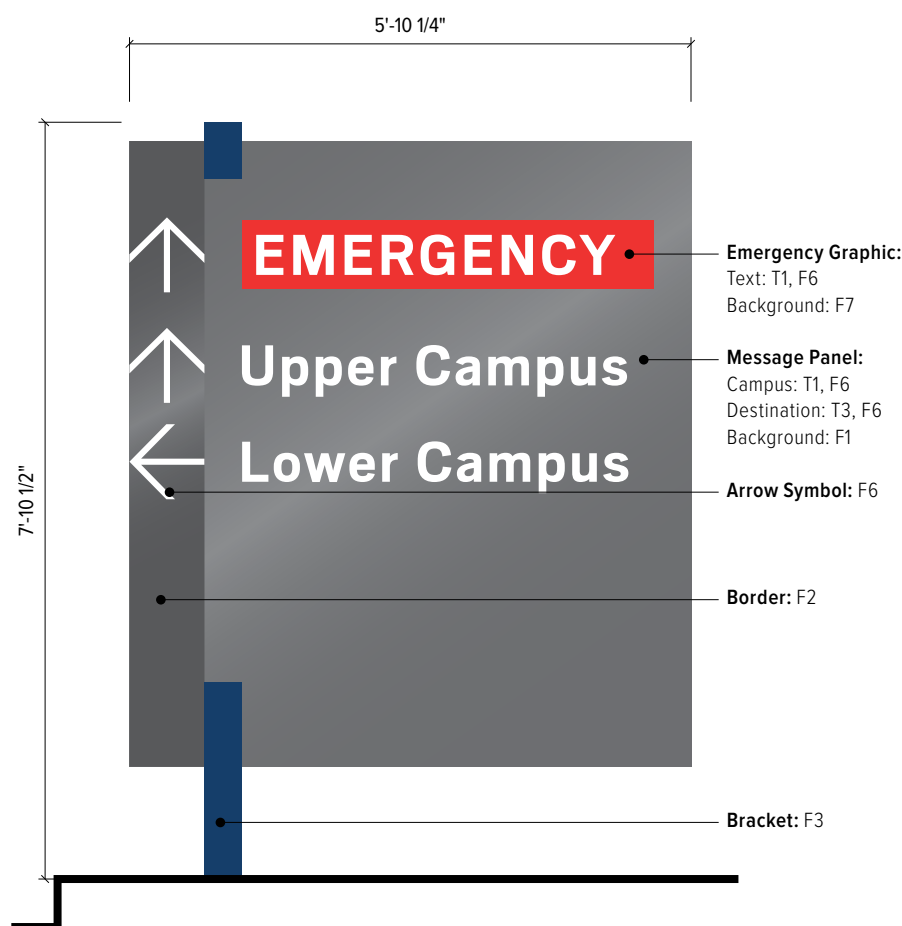 5'-10 1/4"
7'-10 1/2"
EMERGENCY
Upper Campus
Lower Campus
Emergency Graphic:
Text: T1, F6
Background: F7
Message Panel:
Campus: T1, F6
Destination: T3, F6
Background: F1
Arrow Symbol: F6
Border: F2
Bracket: F3